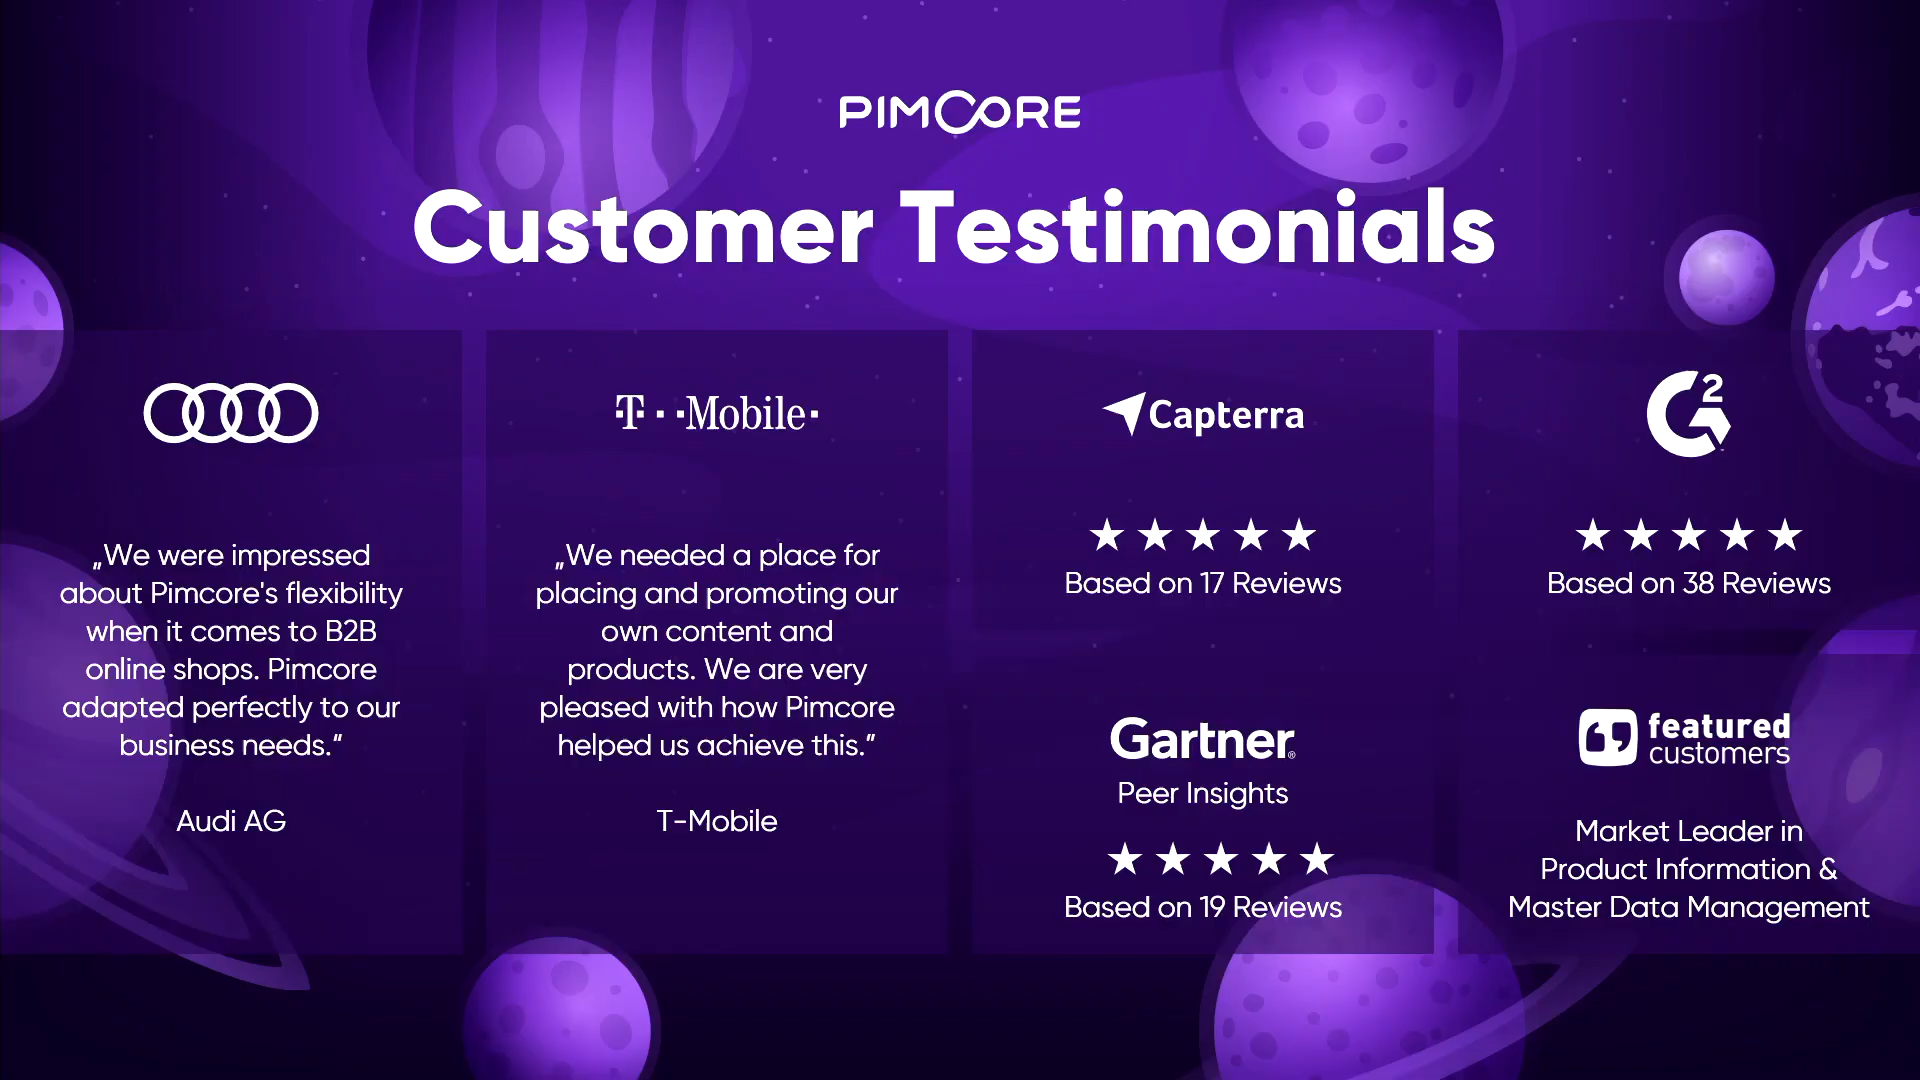 PIMCORE
Customer Testimonials
„We were impressed
about Pimcore's flexibility
when it comes to B2B
online shops. Pimcore
adapted perfectly to our
business needs.“
Audi AG
T··Mobile·
„We needed a place for
placing and promoting our
own content and
products. We are very
pleased with how Pimcore
helped us achieve this.“
T-Mobile
Capterra
★ ★ ★ ★ ★
Based on 17 Reviews
Gartner®
Peer Insights
★ ★ ★ ★ ★
Based on 19 Reviews
G2
★ ★ ★ ★ ★
Based on 38 Reviews
featured
customers
Market Leader in
Product Information &
Master Data Management